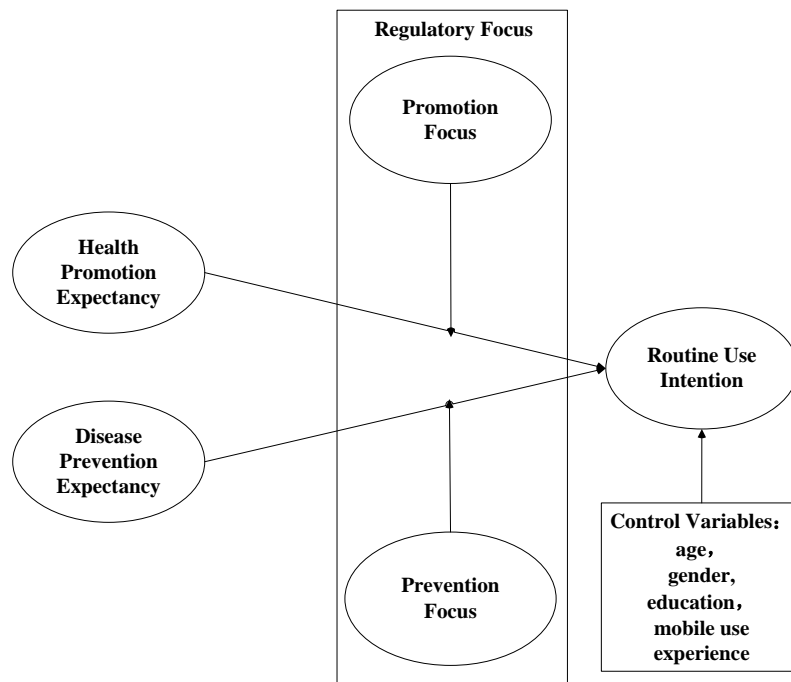 Regulatory Focus
Promotion
Focus
Health
Promotion
Expectancy
Routine Use
Intention
Disease
Prevention
Expectancy
Prevention
Focus
Control Variables：
age，
gender,
education，
mobile use
experience